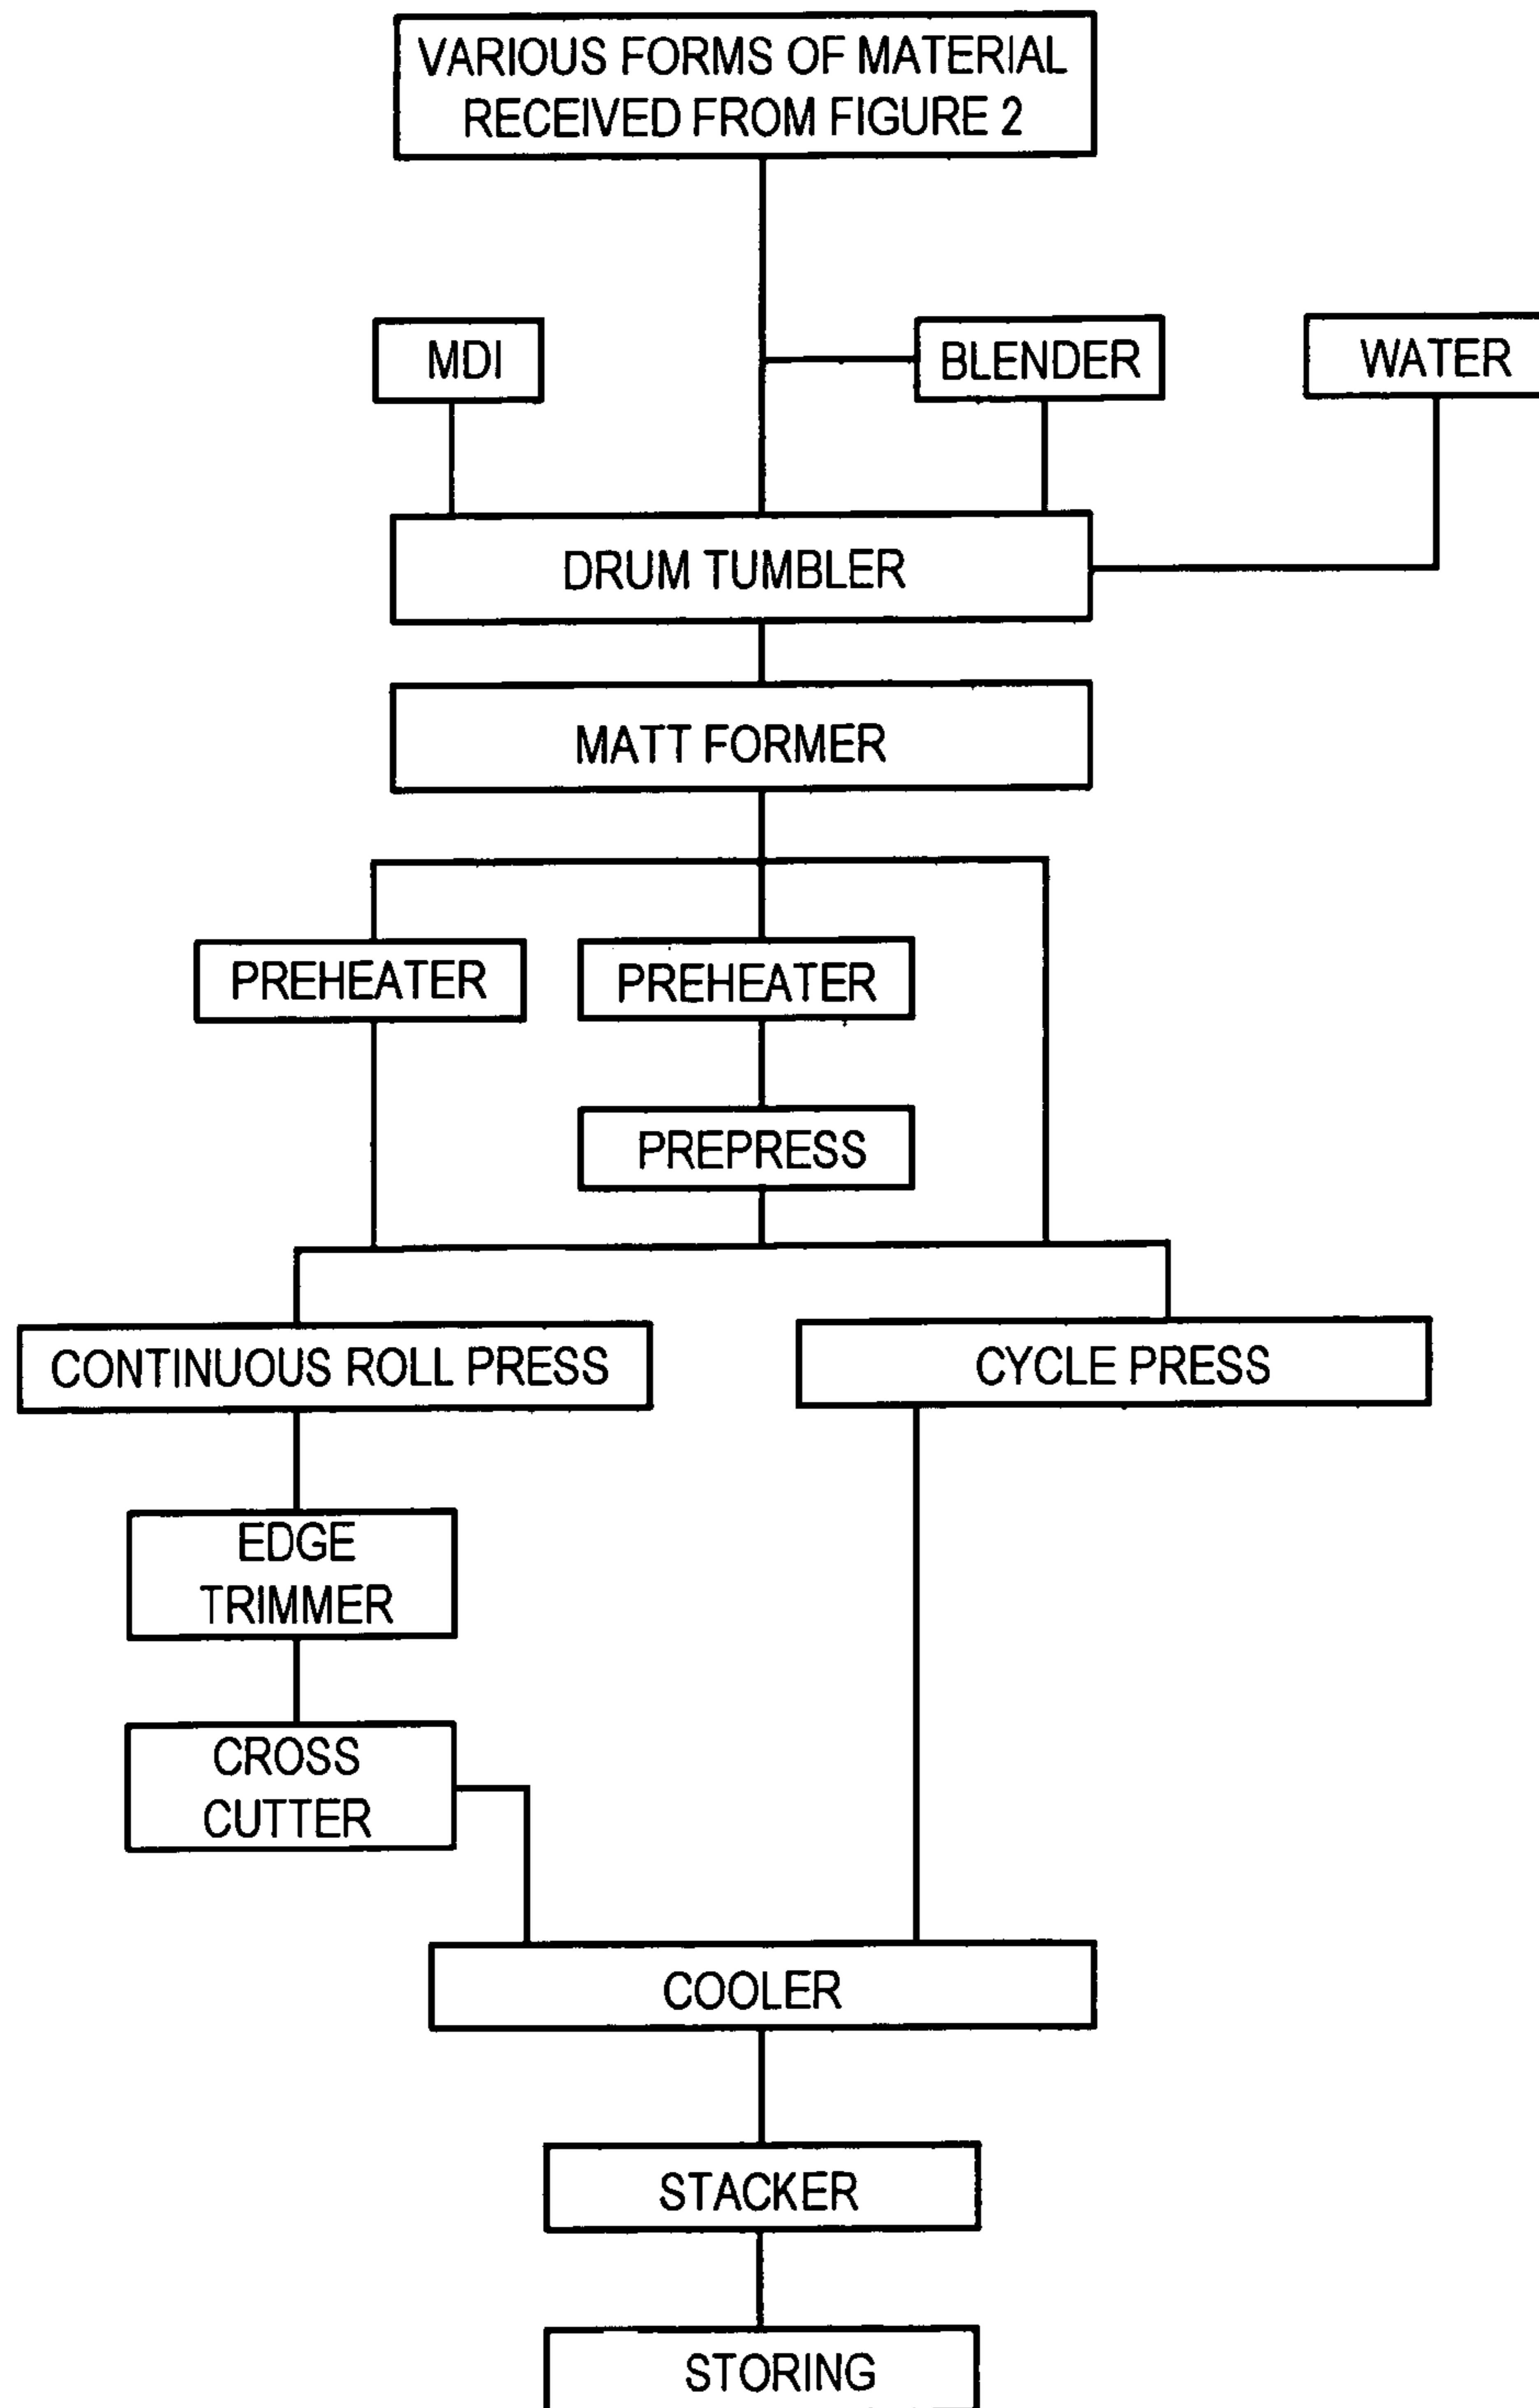 VARIOUS FORMS OF MATERIAL
RECEIVED FROM FIGURE 2
MDI
BLENDER
WATER
DRUM TUMBLER
MATT FORMER
PREHEATER
PREHEATER
PREPRESS
CONTINUOUS ROLL PRESS
CYCLE PRESS
EDGE
TRIMMER
CROSS
CUTTER
COOLER
STACKER
STORING